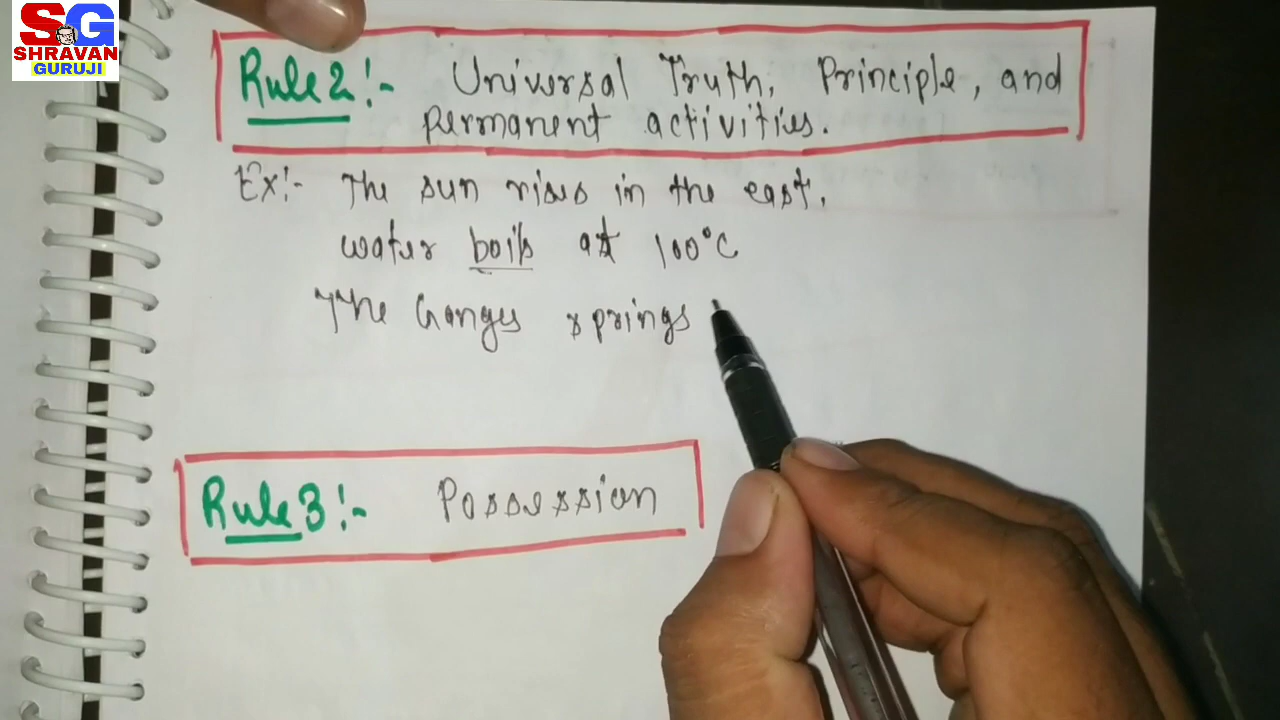 SG
SHRAVAN
GURUJI
Rule 2:- Universal Truth, Principle, and
permanent activities.
Ex:- The sun rises in the east.
water boils at 100°C
The Ganges springs
Rule 3:- Possession